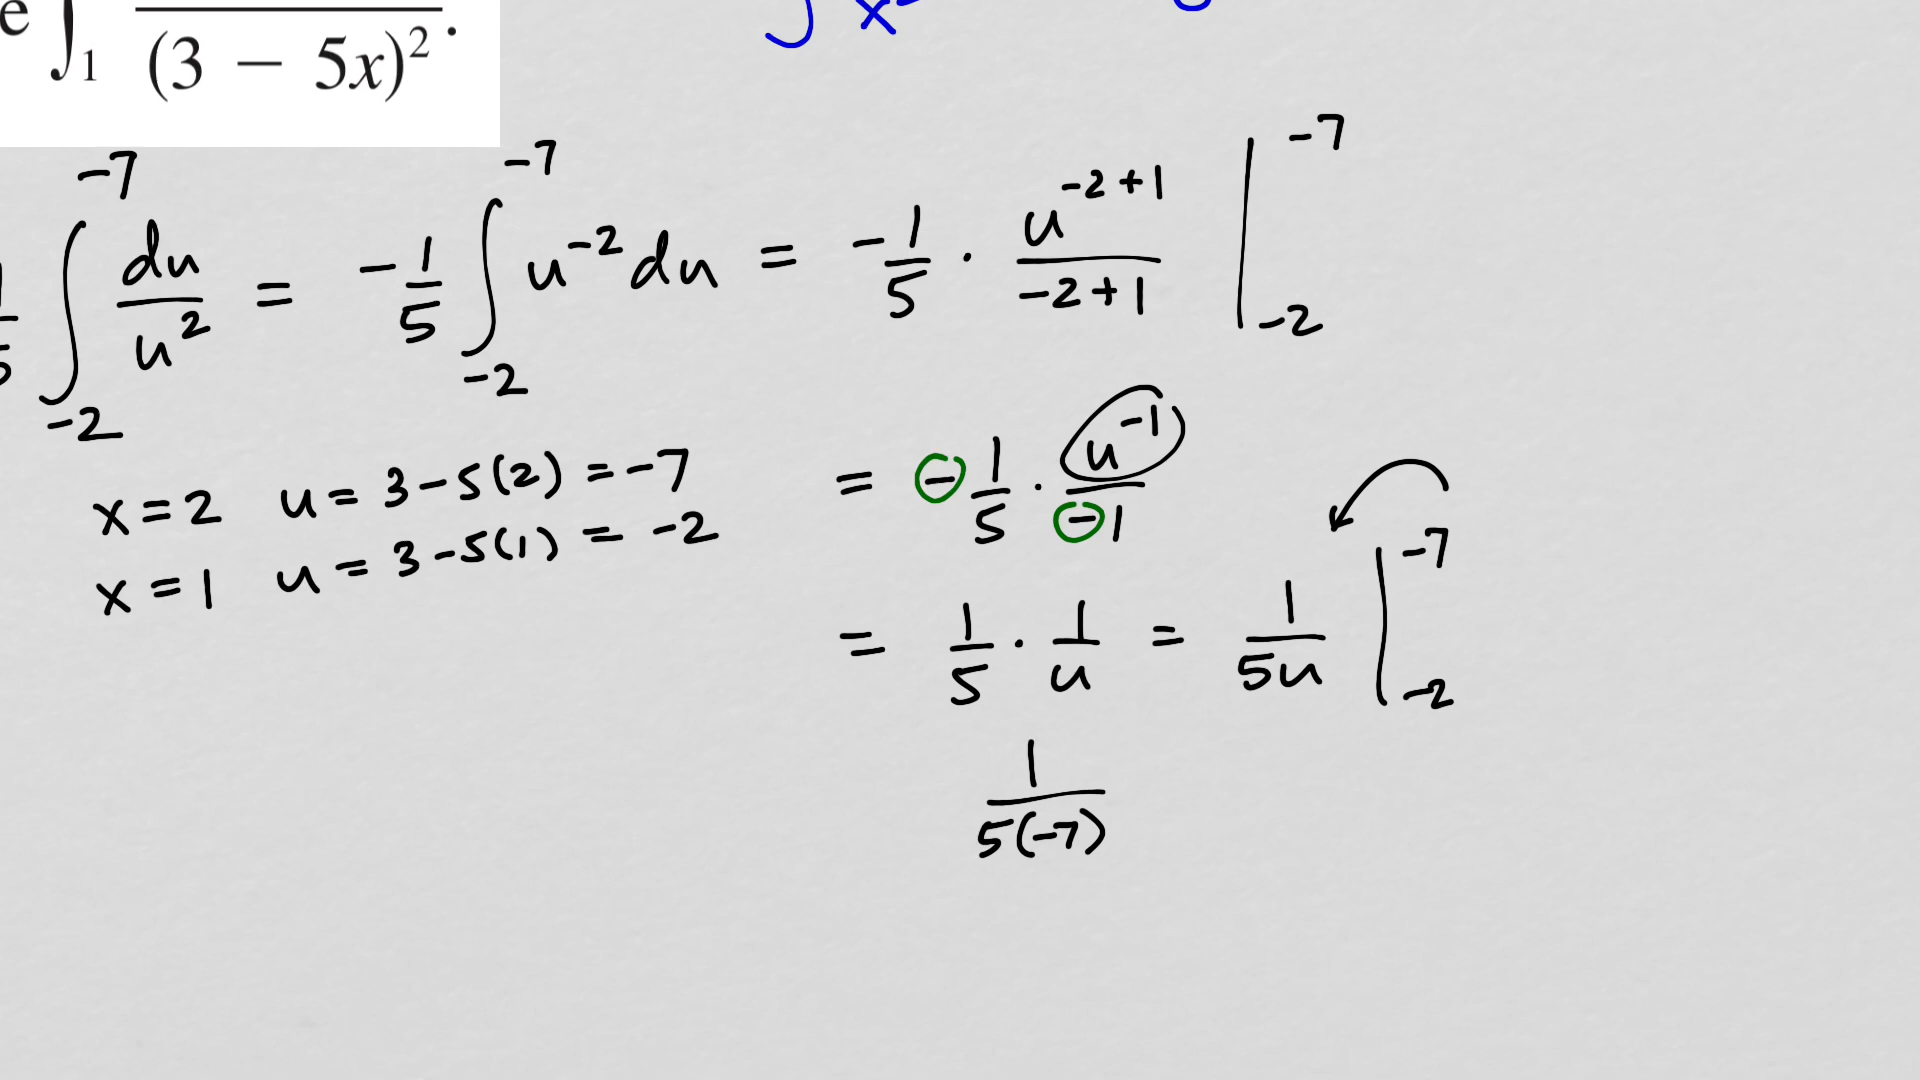 e ∫₁ (3 − 5x)² .
∫ x
∫_{-2}^{-7} du/u² = -1/5 ∫_{-2}^{-7} u^{-2} du = -1/5 · u^{-2+1}/(-2+1) |_{-2}^{-7}
x = 2 u = 3 - 5(2) = -7
x = 1 u = 3 - 5(1) = -2
= -1/5 · u^{-1}/-1
= 1/5 · 1/u = 1/5u |_{-2}^{-7}
1/5(-7)